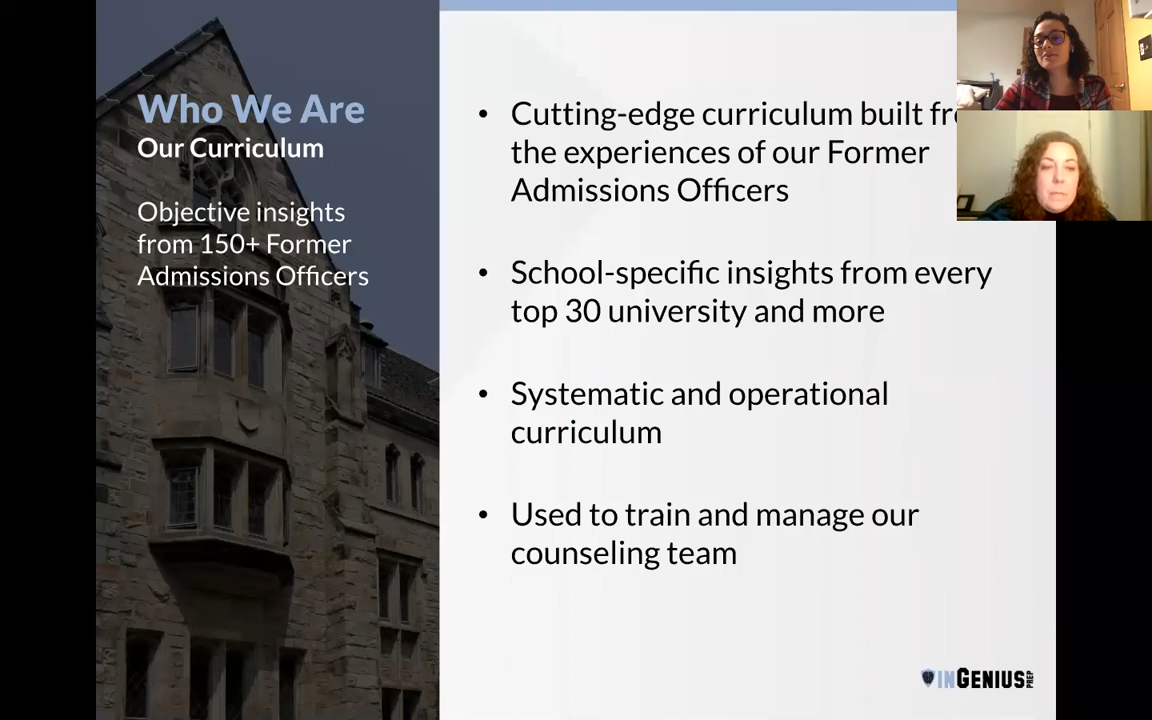 Who We Are
Our Curriculum
Objective insights
from 150+ Former
Admissions Officers
• Cutting-edge curriculum built
the experiences of our Former
Admissions Officers
• School-specific insights from every
top 30 university and more
• Systematic and operational
curriculum
• Used to train and manage our
counseling team
INGENIUS PREP